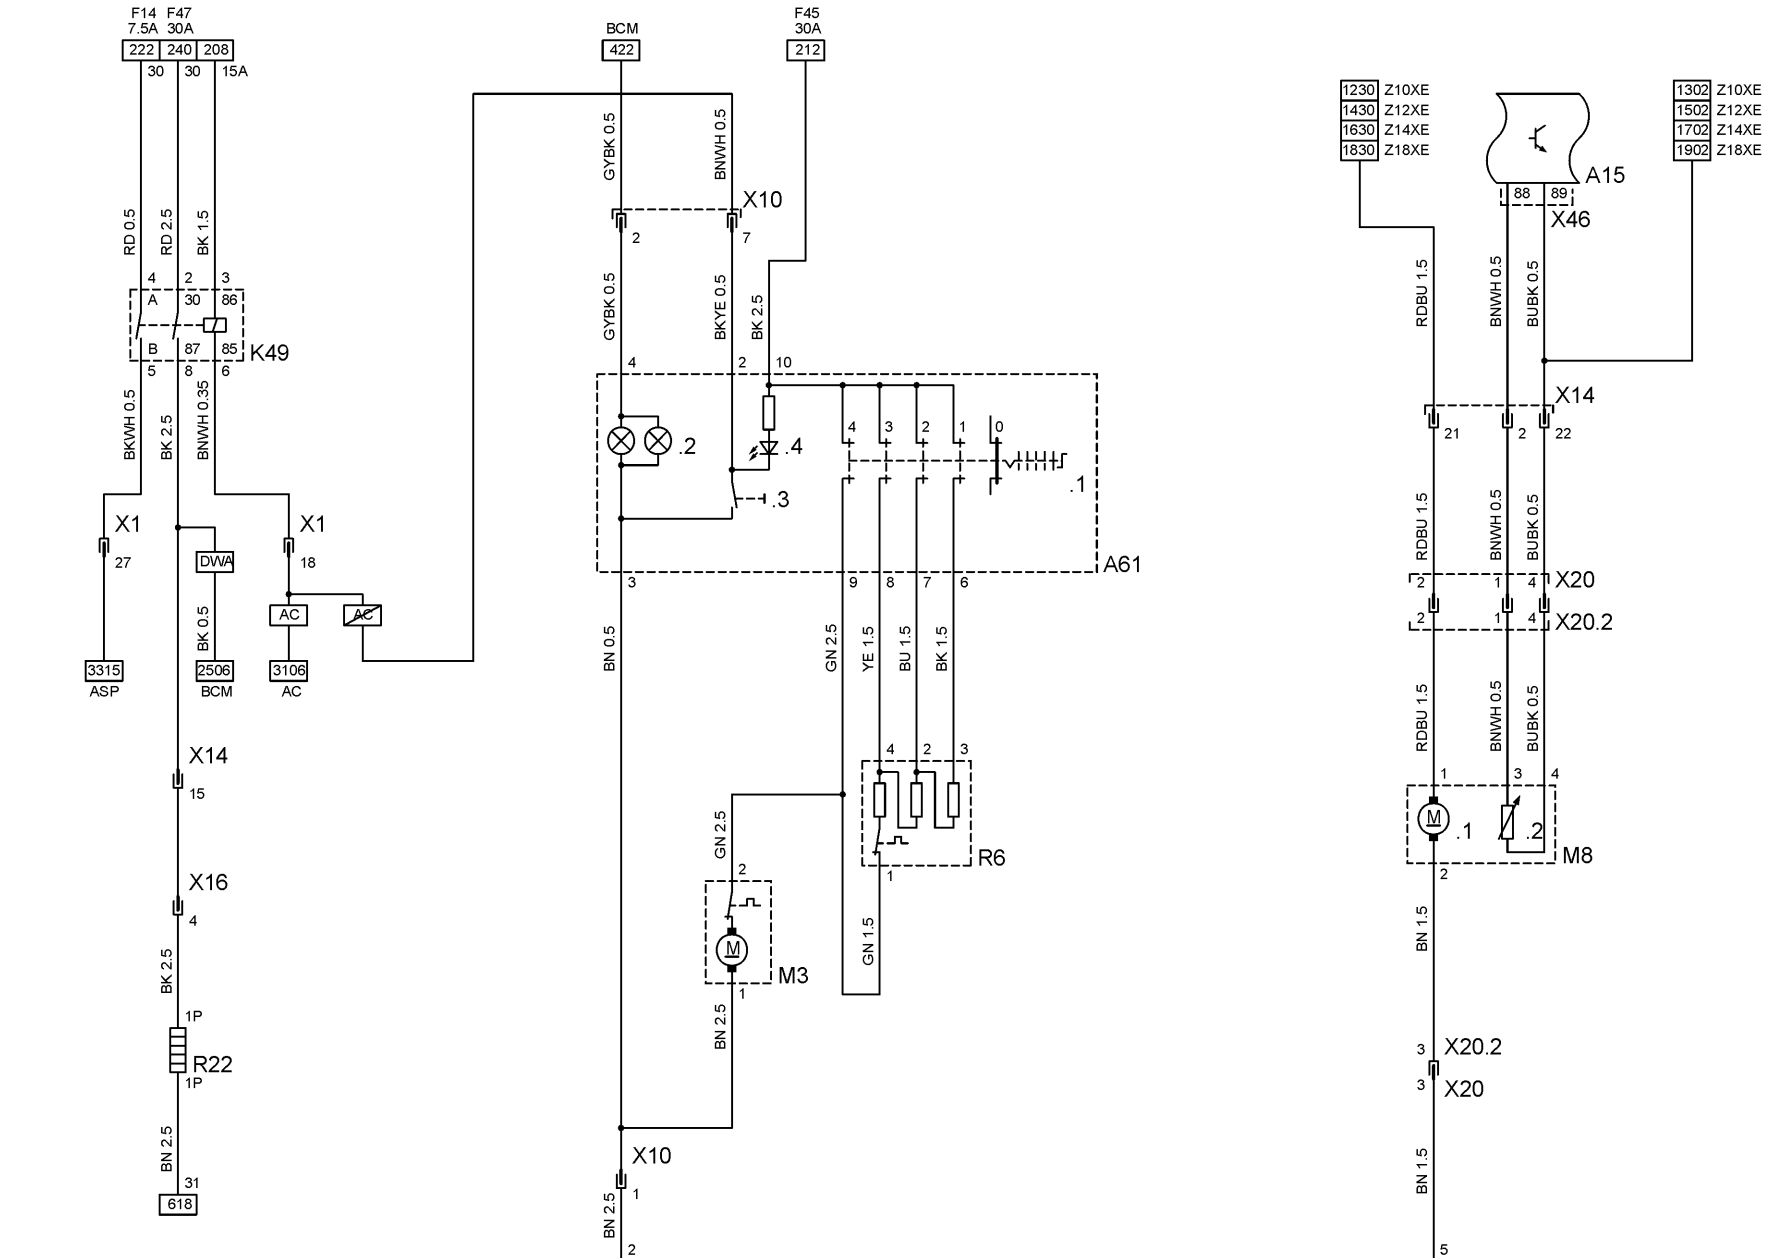 F14 F47
7.5A 30A
222 240 208
30 30 15A
RD 0.5
RD 2.5
BK 1.5
4 2 3
A 30 86
B 87 85
K49
5 8 6
BKWH 0.5
BK 2.5
BNWH 0.35
X1
27
X1
18
DWA
BK 0.5
AC
AC
3315
ASP
2506
BCM
3106
AC
X14
15
X16
4
BK 2.5
1P
R22
1P
BN 2.5
31
618
BCM
422
F45
30A
212
GYBK 0.5
BNWH 0.5
X10
2 7
GYBK 0.5
BKYE 0.5
BK 2.5
4 2 10
.2
.4
.3
4 3 2 1 0
.1
A61
3 9 8 7 6
BN 0.5
GN 2.5
YE 1.5
BU 1.5
BK 1.5
4 2 3
R6
1
GN 2.5
2
M
M3
1
GN 1.5
BN 2.5
X10
1
BN 2.5
2
1230 Z10XE
1430 Z12XE
1630 Z14XE
1830 Z18XE
A15
88 89
X46
1302 Z10XE
1502 Z12XE
1702 Z14XE
1902 Z18XE
RDBU 1.5
BNWH 0.5
BUBK 0.5
X14
21 2 22
RDBU 1.5
BNWH 0.5
BUBK 0.5
2 1 4 X20
2 1 4 X20.2
RDBU 1.5
BNWH 0.5
BUBK 0.5
1 3 4
M .1 .2
M8
2
BN 1.5
3 X20.2
3 X20
BN 1.5
5